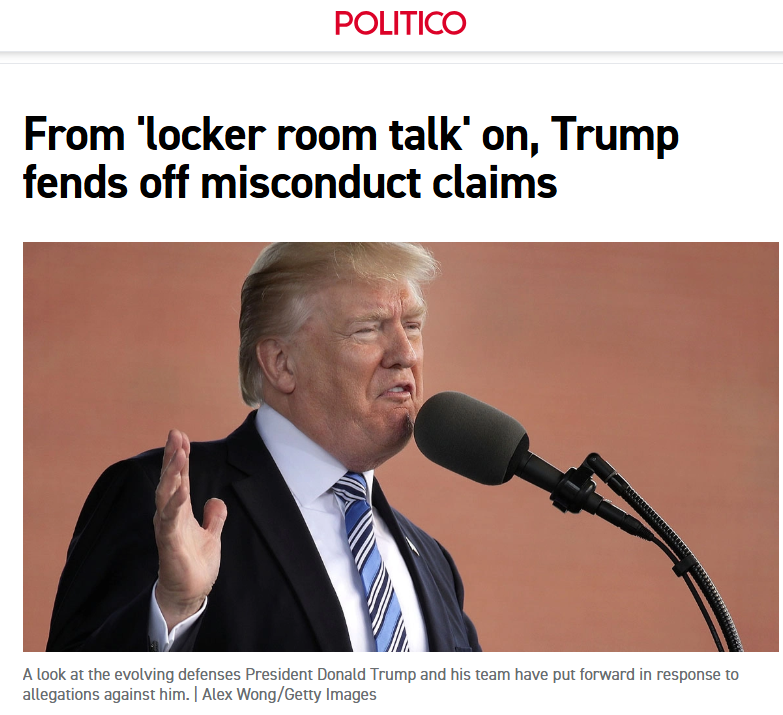 POLITICO
From 'locker room talk' on, Trump
fends off misconduct claims
A look at the evolving defenses President Donald Trump and his team have put forward in response to
allegations against him. | Alex Wong/Getty Images